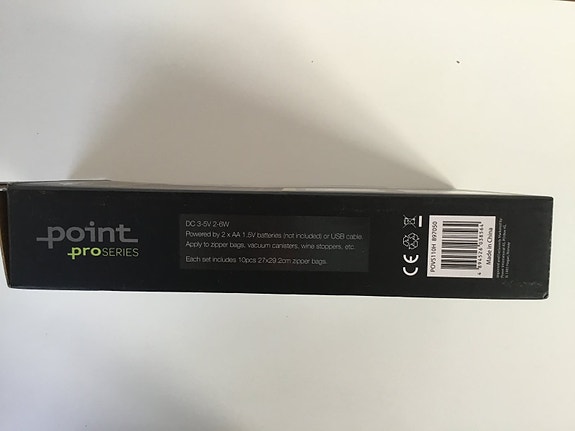 point
proSERIES
DC 3-5V 2-6W
Powered by 2 x AA 1.5V batteries (not included) or USB cable
Apply to zipper bags, vacuum canisters, wine stoppers, etc.
Each set includes 10pcs 27x29.2cm zipper bags.
CE
POVS110H 897050
Made in China